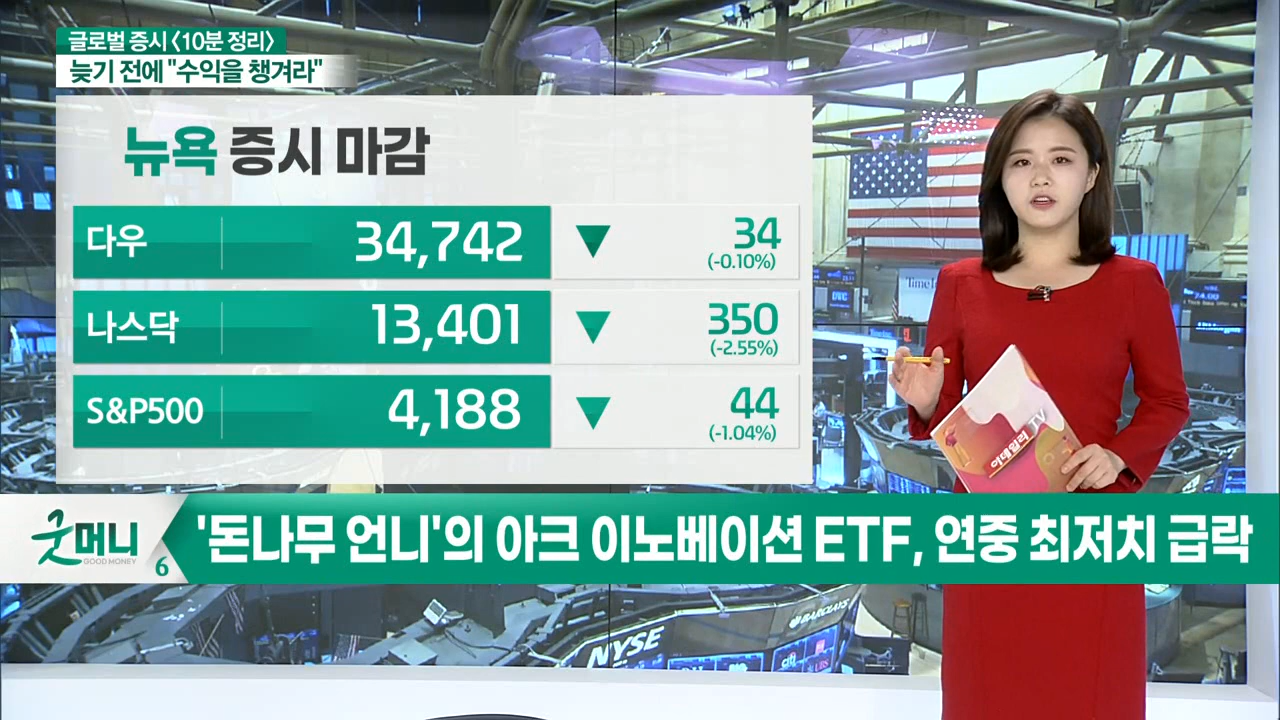 글로벌 증시 <10분 정리>
늦기 전에 "수익을 챙겨라"
뉴욕 증시 마감
다우 34,742 ▼ 34
(-0.10%)
나스닥 13,401 ▼ 350
(-2.55%)
S&P500 4,188 ▼ 44
(-1.04%)
이데일리 TV
굿머니
GOOD MONEY
6
'돈나무 언니'의 아크 이노베이션 ETF, 연중 최저치 급락
NYSE
BARCLAYS
citi